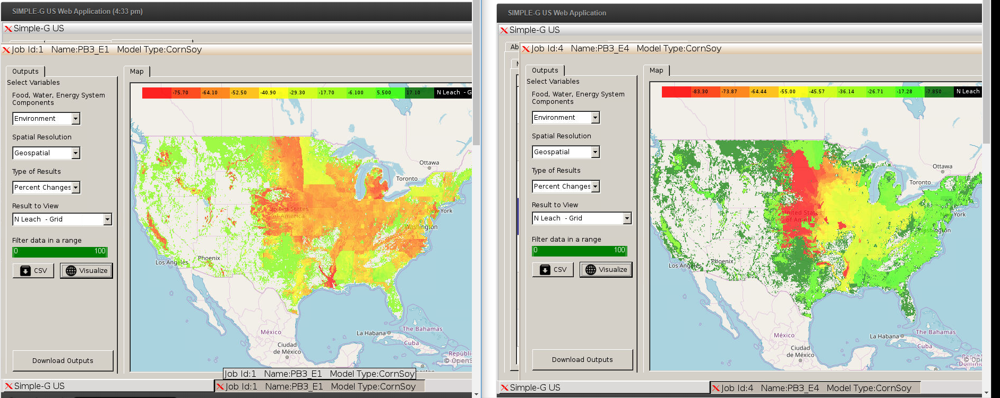 SIMPLE-G US Web Application (4:33 pm)
Simple-G US
Job Id:1 Name:PB3_E1 Model Type:CornSoy
Outputs
Map
Select Variables
Food, Water, Energy System
Components
Environment
Spatial Resolution
Geospatial
Type of Results
Percent Changes
Result to View
N Leach - Grid
Filter data in a range
0 100
CSV Visualize
Download Outputs
-75.70 -64.10 -52.50 -40.90 -29.30 -17.70 -6.100 5.500 17.10 N Leach - G
Ottawa
Toronto
United States
of America
New York
Washington
Los Angeles
Phoenix
México
La Habana
The Bahamas
Cuba
Ciudad
de México
Repúbli
© OpenS
Job Id:1 Name:PB3_E1 Model Type:CornSoy
Simple-G US
Job Id:1 Name:PB3_E1 Model Type:CornSoy
SIMPLE-G US Web Application
Simple-G US
Ab
Job Id:4 Name:PB3_E4 Model Type:CornSoy
Outputs
Map
Select Variables
Food, Water, Energy System
Components
Environment
Spatial Resolution
Geospatial
Type of Results
Percent Changes
Result to View
N Leach - Grid
Filter data in a range
0 100
CSV Visualize
Download Outputs
-83.30 -73.87 -64.44 -55.00 -45.57 -36.14 -26.71 -17.28 -7.850 N Leach
Ottawa
Toronto
United States
of America
York
Washington
Los Angeles
Phoenix
México
La Habana
The Bahamas
Cuba
Ciudad
de México
Simple-G US
Job Id:4 Name:PB3_E4 Model Type:CornSoy